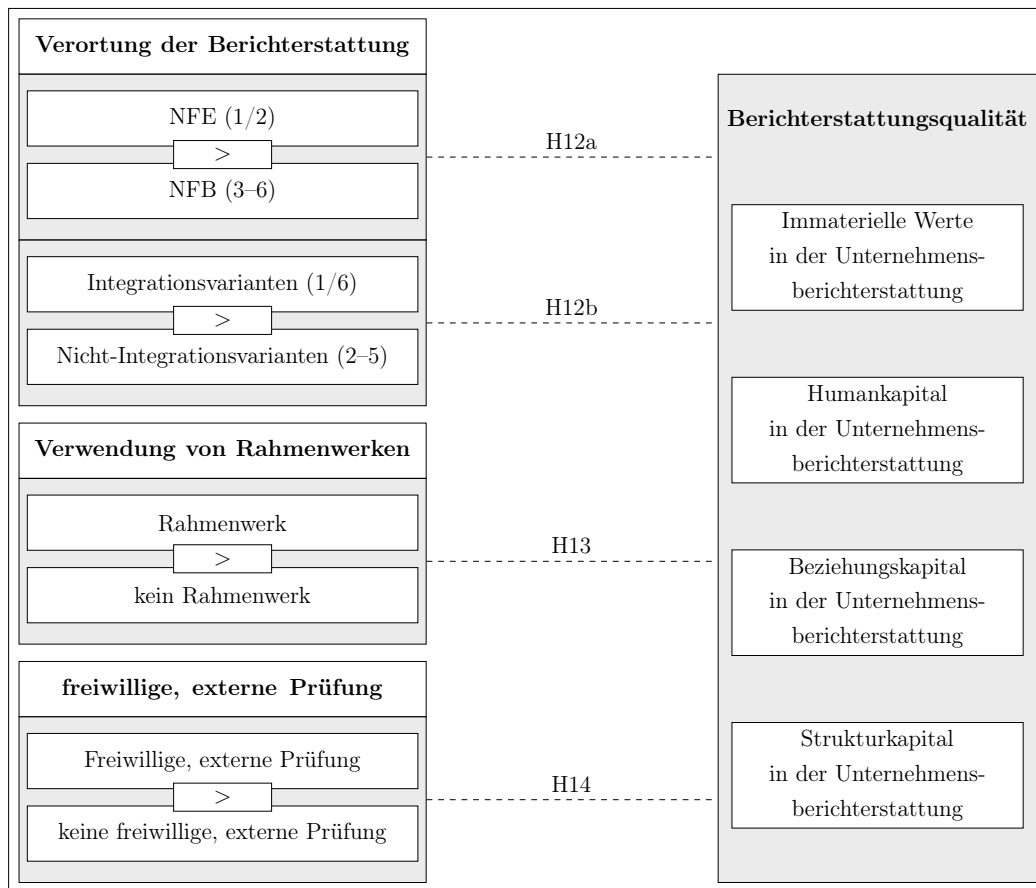 Verortung der Berichterstattung
NFE (1/2)
>
NFB (3–6)
H12a
Integrationsvarianten (1/6)
>
Nicht-Integrationsvarianten (2–5)
H12b
Verwendung von Rahmenwerken
Rahmenwerk
>
kein Rahmenwerk
H13
freiwillige, externe Prüfung
Freiwillige, externe Prüfung
>
keine freiwillige, externe Prüfung
H14
Berichterstattungsqualität
Immaterielle Werte
in der Unternehmens-
berichterstattung
Humankapital
in der Unternehmens-
berichterstattung
Beziehungskapital
in der Unternehmens-
berichterstattung
Strukturkapital
in der Unternehmens-
berichterstattung